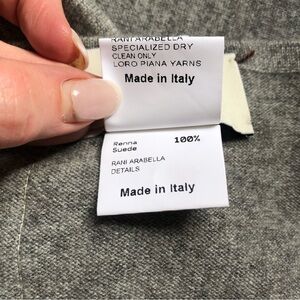 RANI ARABELLA
SPECIALIZED DRY
CLEAN ONLY
LORO PIANA YARNS
Made in Italy
Renna 100%
Suede
RANI ARABELLA
DETAILS
Made in Italy